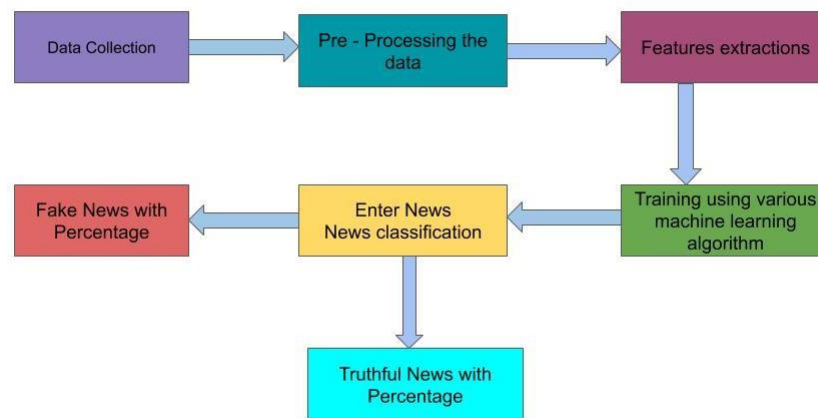 Data Collection
Pre - Processing the
data
Features extractions
Training using various
machine learning
algorithm
Enter News
News classification
Fake News with
Percentage
Truthful News with
Percentage